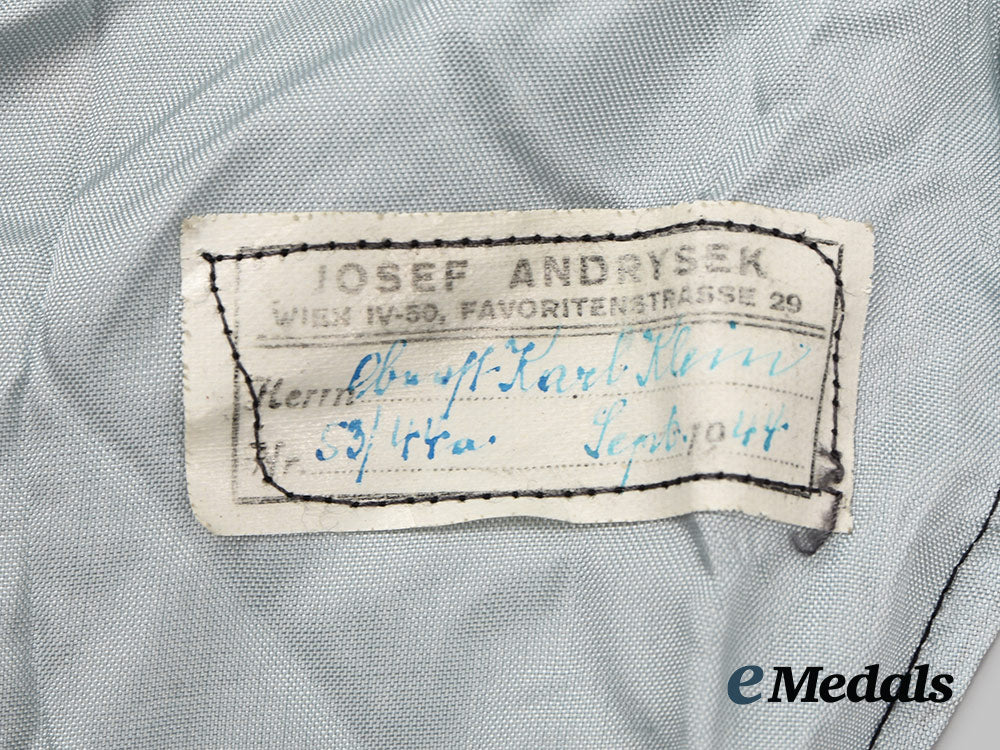 JOSEF ANDRYSEK
WIEN IV-50, FAVORITENSTRASSE 29
Herrn Oberst Karl Klein
Nr. 53/44a. Sept. 1944
eMedals